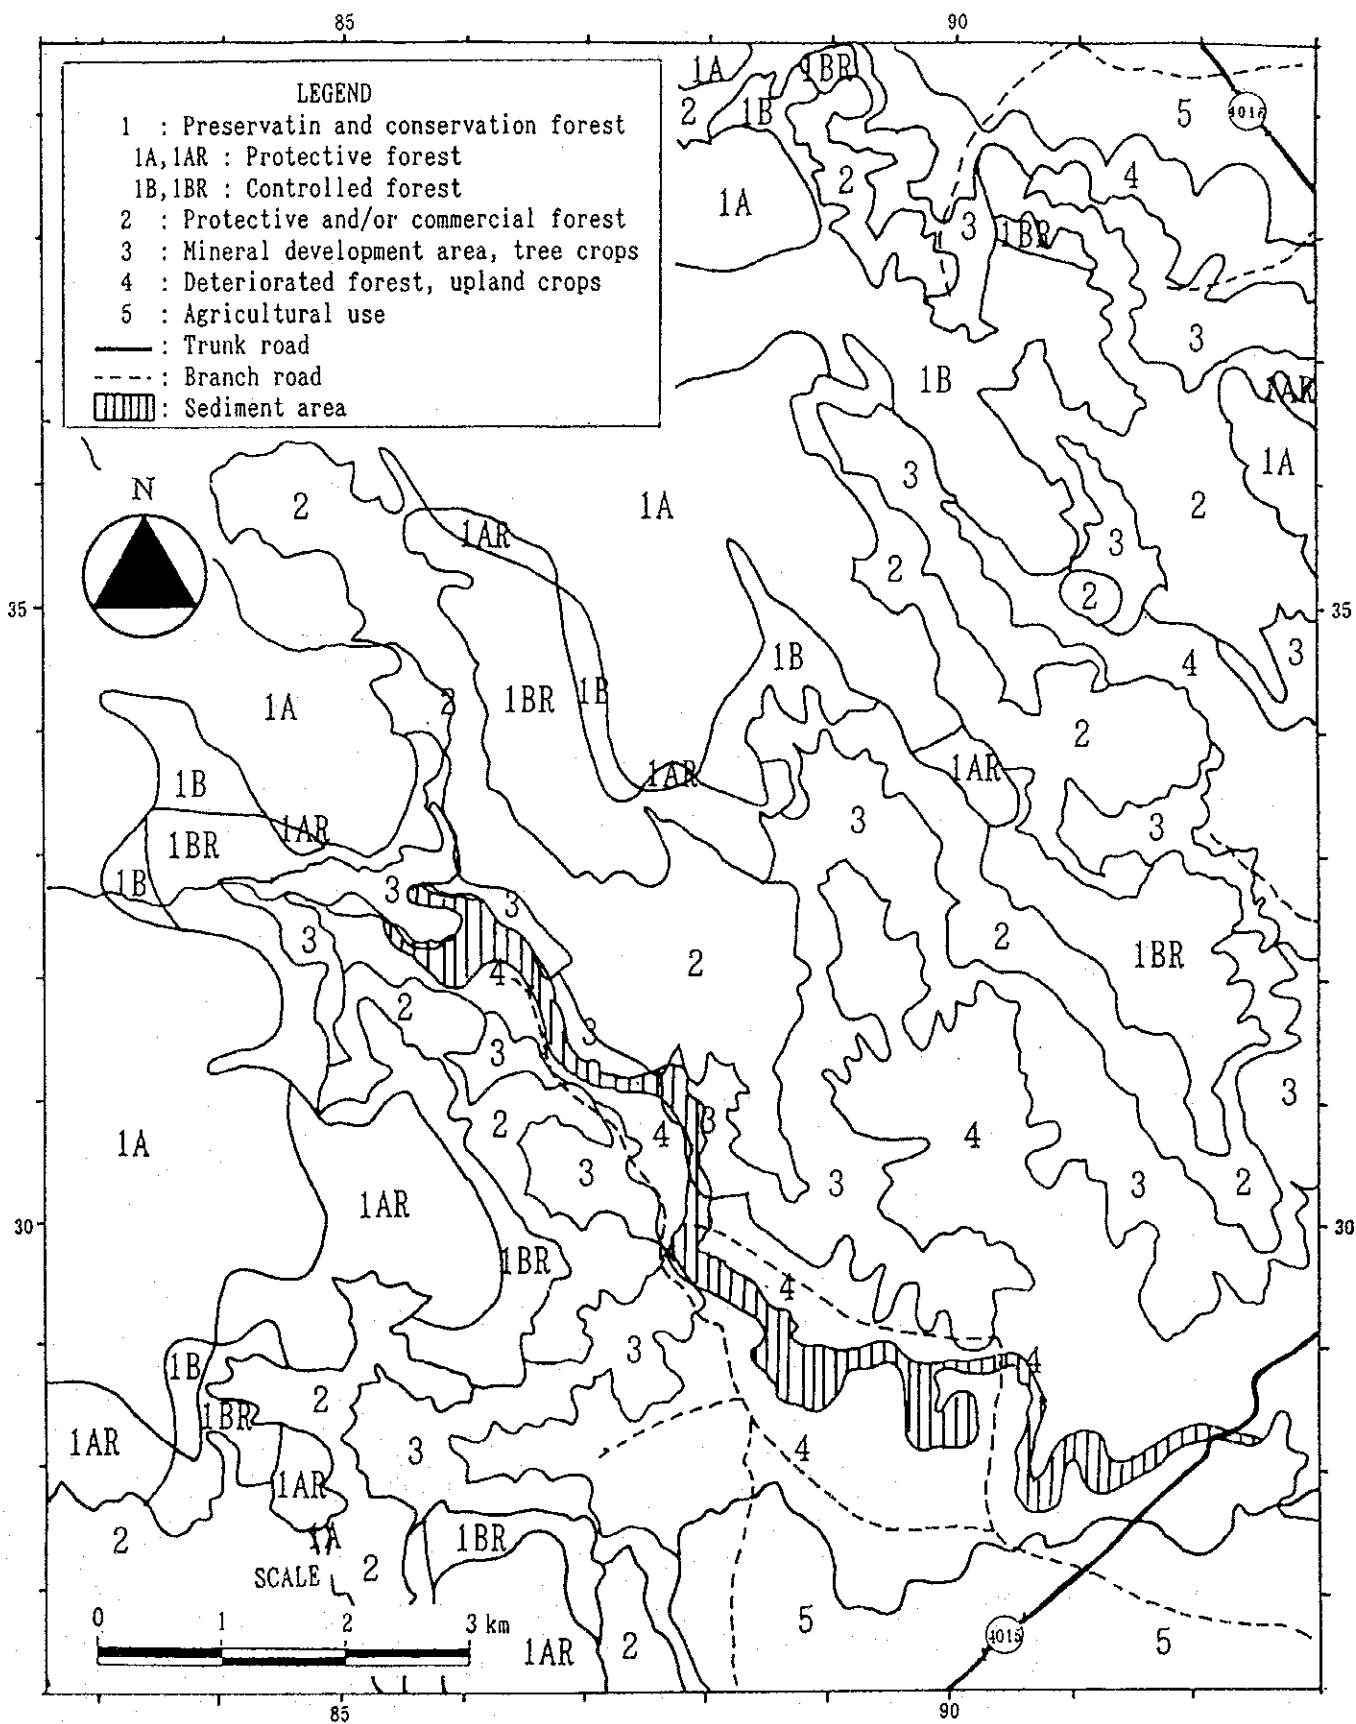 85 90
LEGEND
1 : Preservatin and conservation forest
1A,1AR : Protective forest
1B,1BR : Controlled forest
2 : Protective and/or commercial forest
3 : Mineral development area, tree crops
4 : Deteriorated forest, upland crops
5 : Agricultural use
: Trunk road
: Branch road
: Sediment area
1A 1BR
2 1B 5 4015
2 4
1A
3 1BR
3
1B 1AR
3 1A
N
2 1A 2
1AR 3
2 2
35 35
1B 4 3
1A 2 1BR 1B
2
1B 1AR 1AR
1AR 3 3
1BR
1B 3 3
3 2 2 1BR
4
2
3 3
3
2 3 4 4
1A
3 3 3 2
1AR
30 30
1BR
4
3 4
1B
2
1BR
1AR 3 4
1AR
2 1A 1BR
SCALE 2
0 1 2 3 km
5 4015 5
1AR 2
85 90